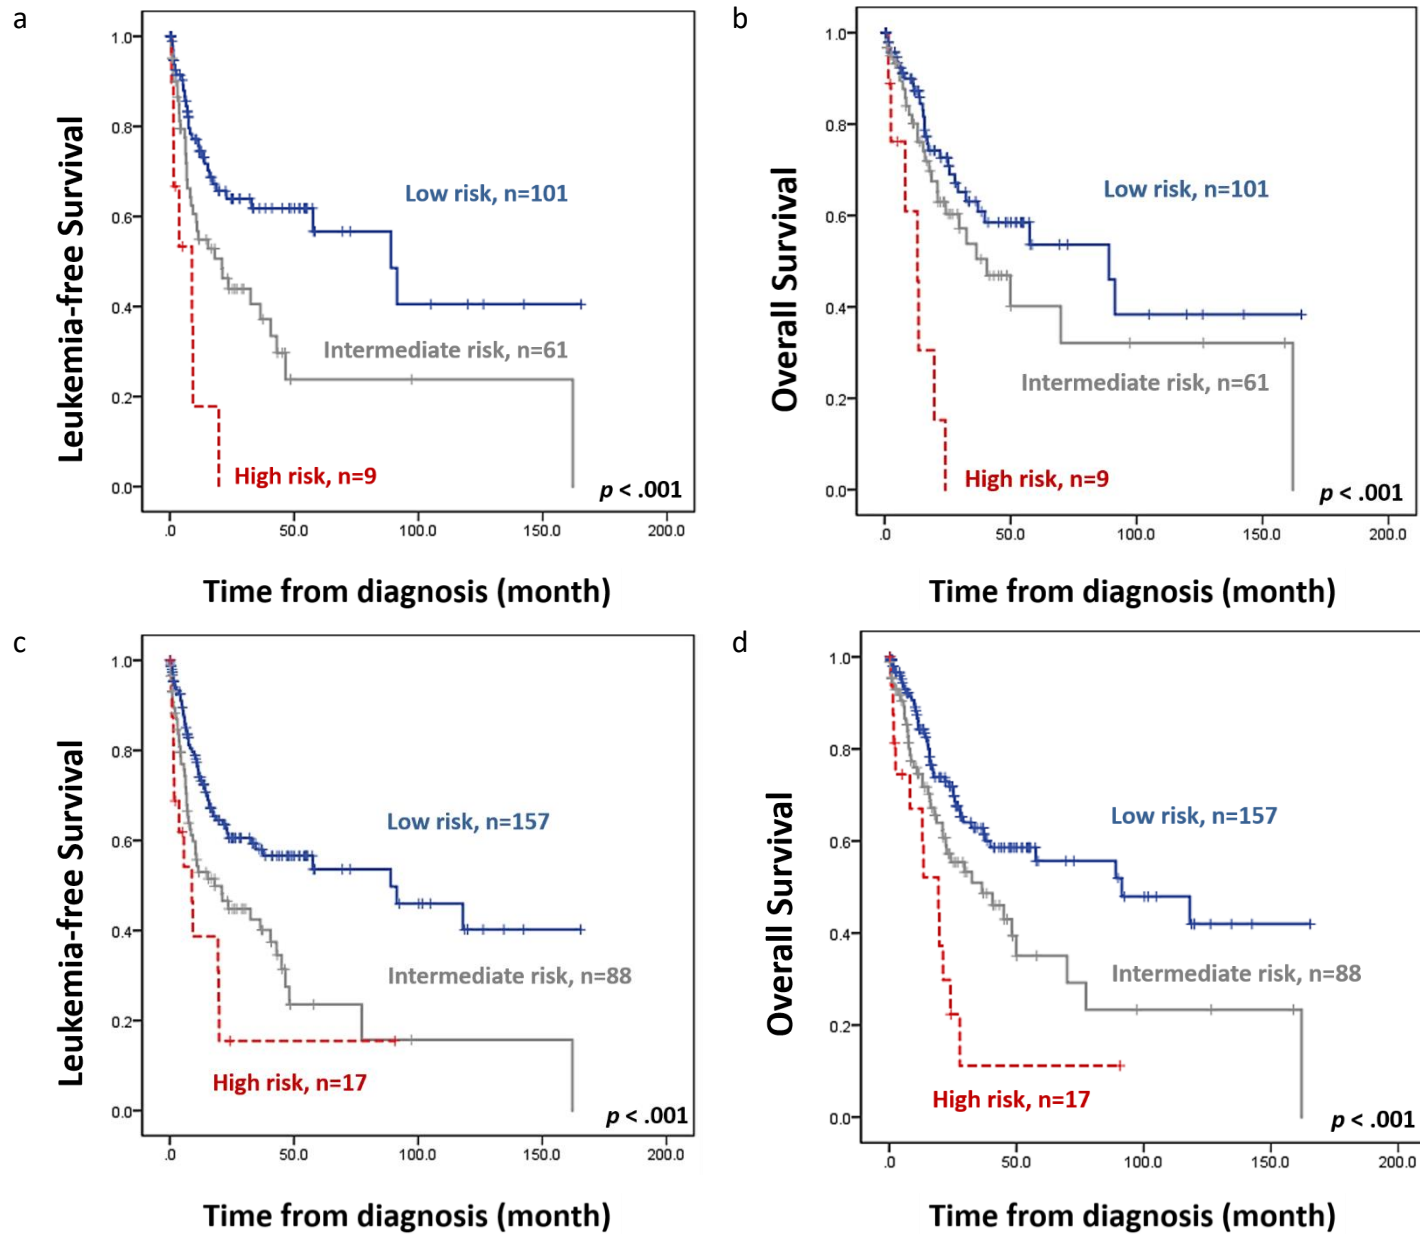 a
1.0
0.8
0.6
0.4
0.2
0.0
Leukemia-free Survival
Low risk, n=101
Intermediate risk, n=61
High risk, n=9
p < .001
.0 50.0 100.0 150.0 200.0
Time from diagnosis (month)
b
1.0
0.8
0.6
0.4
0.2
0.0
Overall Survival
Low risk, n=101
Intermediate risk, n=61
High risk, n=9
p < .001
.0 50.0 100.0 150.0 200.0
Time from diagnosis (month)
c
1.0
0.8
0.6
0.4
0.2
0.0
Leukemia-free Survival
Low risk, n=157
Intermediate risk, n=88
High risk, n=17
p < .001
.0 50.0 100.0 150.0 200.0
Time from diagnosis (month)
d
1.0
0.8
0.6
0.4
0.2
0.0
Overall Survival
Low risk, n=157
Intermediate risk, n=88
High risk, n=17
p < .001
.0 50.0 100.0 150.0 200.0
Time from diagnosis (month)